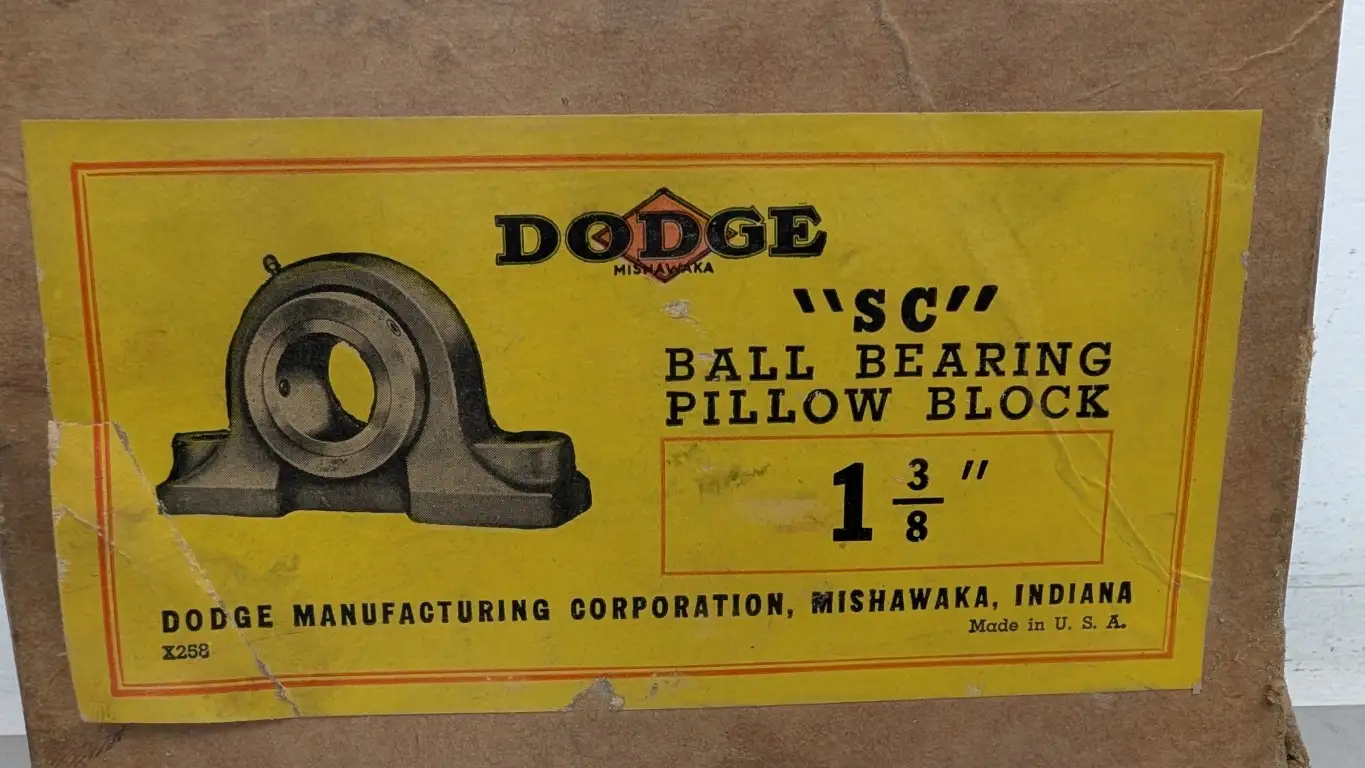 DODGE
MISHAWAKA
"SC"
BALL BEARING
PILLOW BLOCK
1 3/8"
DODGE MANUFACTURING CORPORATION, MISHAWAKA, INDIANA
Made in U. S. A.
X258